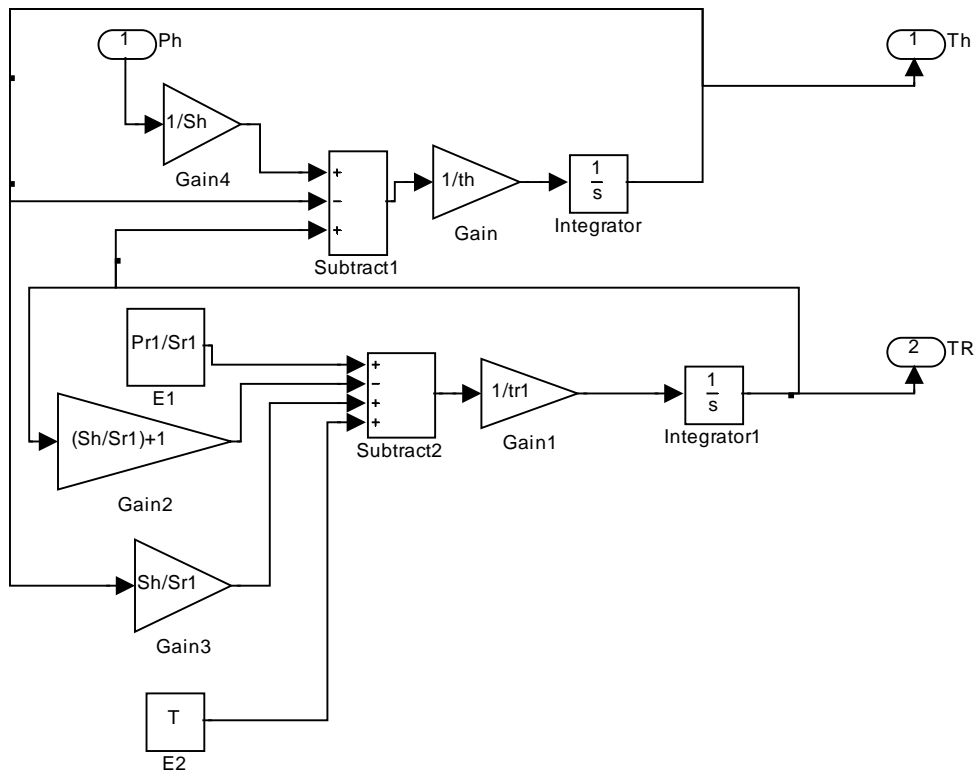 1
Ph
1
Th
1/Sh
Gain4
+
−
+
Subtract1
1/th
Gain
1
s
Integrator
Pr1/Sr1
E1
+
−
+
+
Subtract2
1/tr1
Gain1
1
s
Integrator1
2
TR
(Sh/Sr1)+1
Gain2
Sh/Sr1
Gain3
T
E2